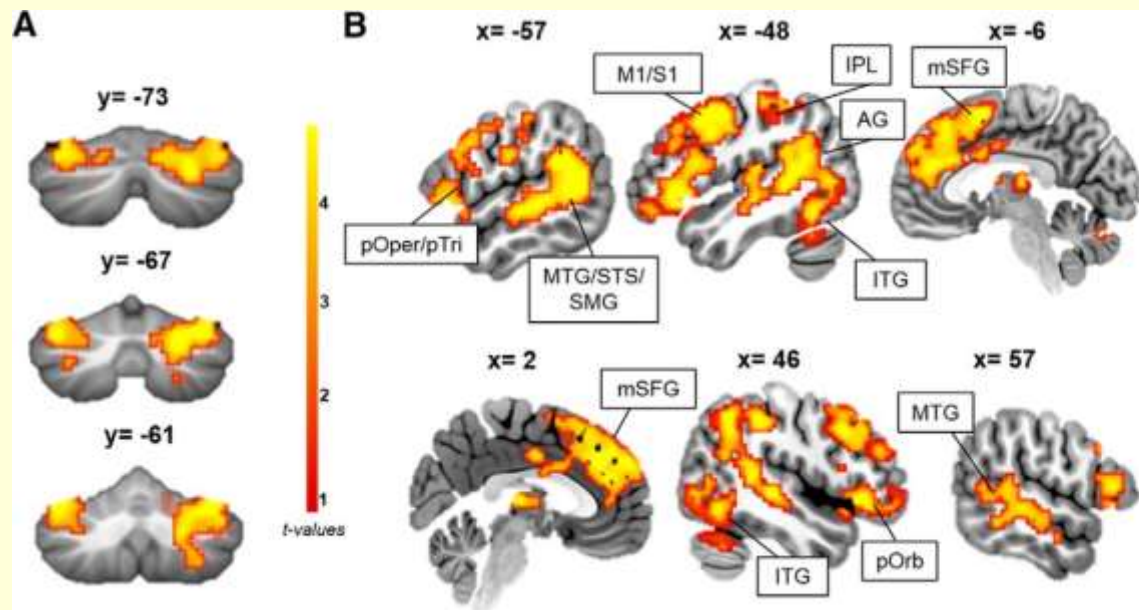 A
B
y= -73
y= -67
y= -61
4
3
2
1
t-values
x= -57
x= -48
x= -6
M1/S1
IPL
mSFG
AG
pOper/pTri
MTG/STS/
SMG
ITG
x= 2
x= 46
x= 57
mSFG
MTG
ITG
pOrb